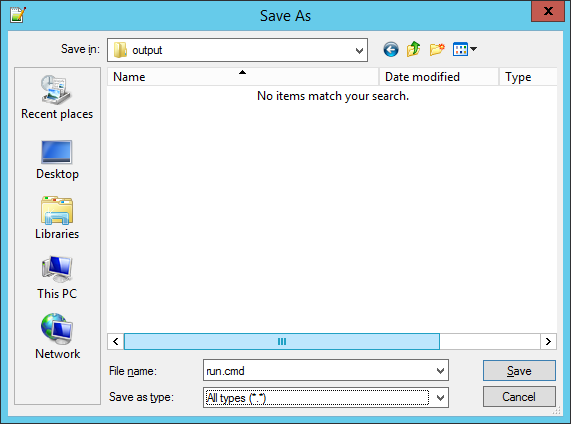 Save As
Save in: output
Name Date modified Type
No items match your search.
Recent places
Desktop
Libraries
This PC
Network
File name: run.cmd Save
Save as type: All types (*.*) Cancel